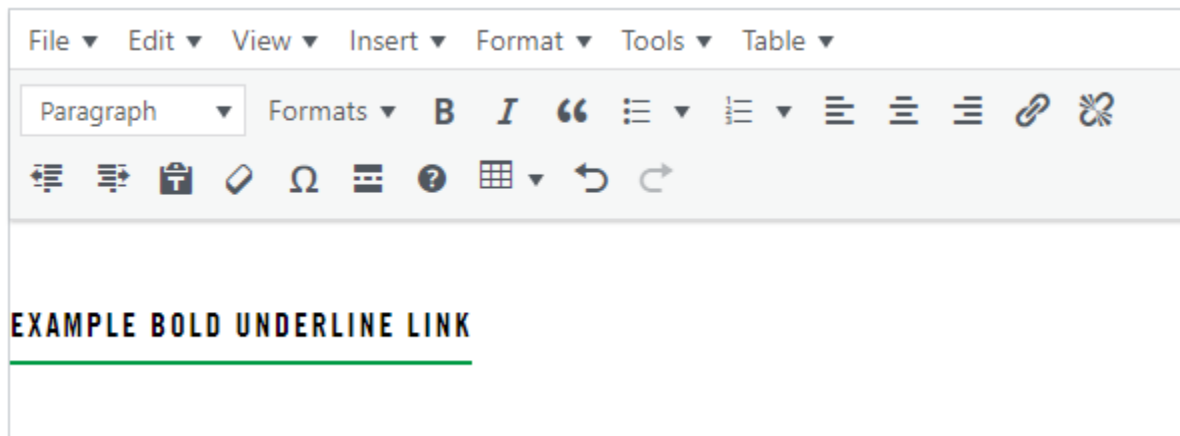 File Edit View Insert Format Tools Table
Paragraph Formats B I
EXAMPLE BOLD UNDERLINE LINK